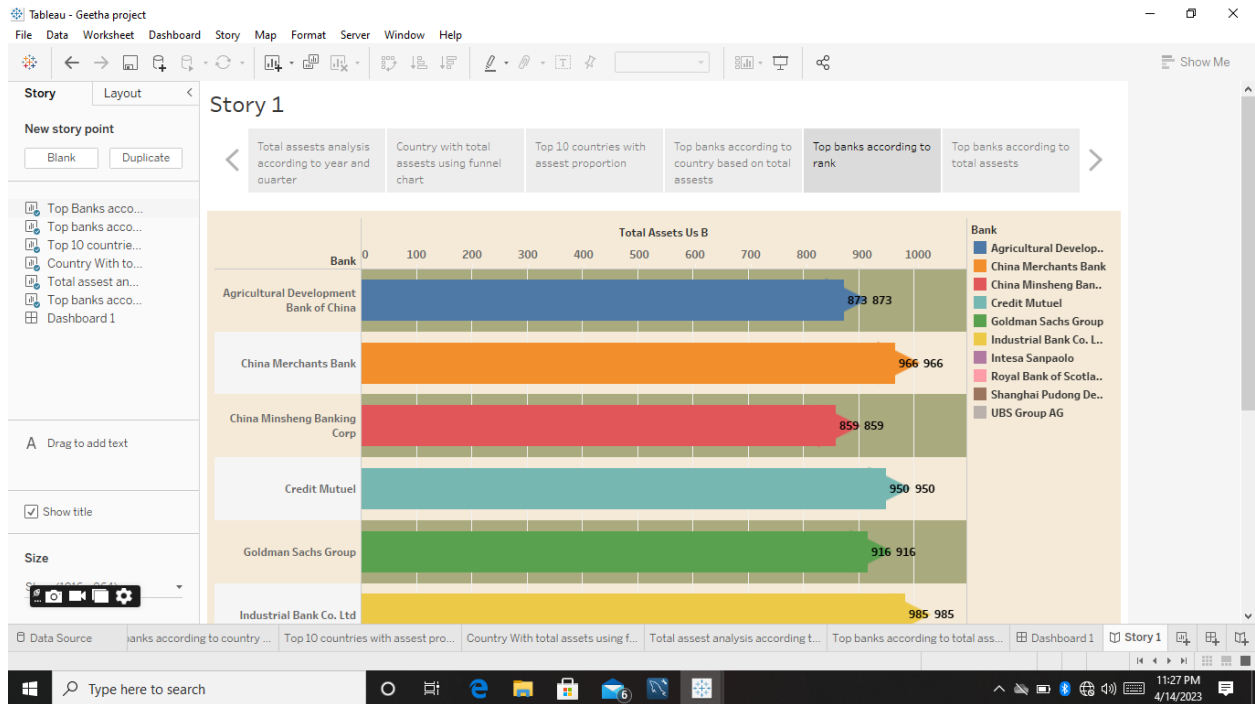 Tableau - Geetha project
File Data Worksheet Dashboard Story Map Format Server Window Help
Show Me
Story Layout
New story point
Blank Duplicate
Top Banks acco...
Top banks acco...
Top 10 countrie...
Country With to...
Total assest an...
Top banks acco...
Dashboard 1
A Drag to add text
Show title
Size
Story 1
Total assests analysis
according to year and
quarter
Country with total
assests using funnel
chart
Top 10 countries with
assest proportion
Top banks according to
country based on total
assests
Top banks according to
rank
Top banks according to
total assests
Total Assets Us B
Bank 0 100 200 300 400 500 600 700 800 900 1000
Agricultural Development
Bank of China
873 873
China Merchants Bank
966 966
China Minsheng Banking
Corp
859 859
Credit Mutuel
950 950
Goldman Sachs Group
916 916
Industrial Bank Co. Ltd
985 985
Bank
Agricultural Develop..
China Merchants Bank
China Minsheng Ban..
Credit Mutuel
Goldman Sachs Group
Industrial Bank Co. L..
Intesa Sanpaolo
Royal Bank of Scotla..
Shanghai Pudong De..
UBS Group AG
Data Source anks according to country ... Top 10 countries with assest pro... Country With total assets using f... Total assest analysis according t... Top banks according to total ass... Dashboard 1 Story 1
Type here to search
6
11:27 PM
4/14/2023